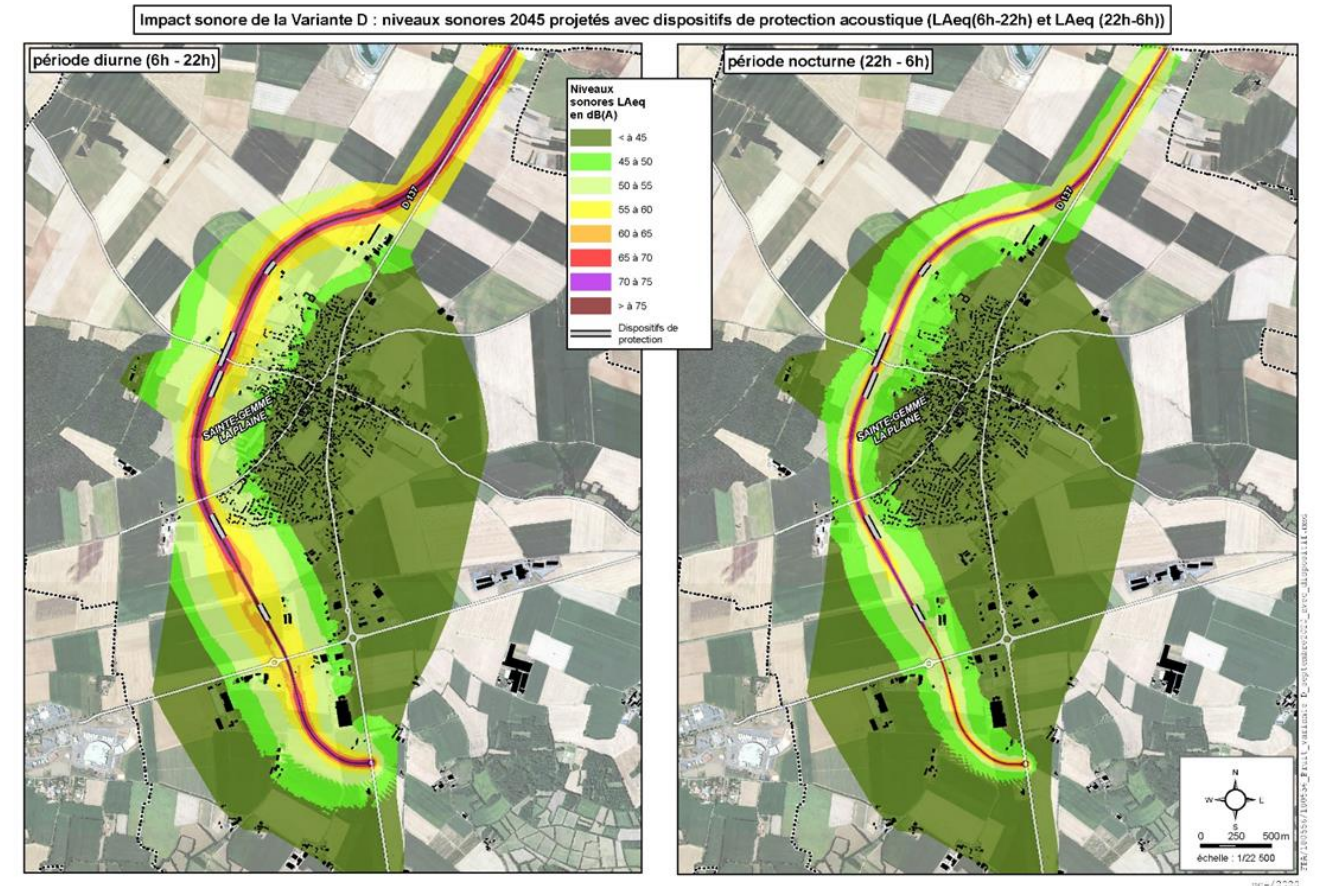 Impact sonore de la Variante D : niveaux sonores 2045 projetés avec dispositifs de protection acoustique (LAeq(6h-22h) et LAeq (22h-6h))
période diurne (6h - 22h)
période nocturne (22h - 6h)
Niveaux
sonores LAeq
en dB(A)
< à 45
45 à 50
50 à 55
55 à 60
60 à 65
65 à 70
70 à 75
> à 75
Dispositifs de
protection
D 137
SAINTE-GEMME
LA PLAINE
D 137
SAINTE-GEMME
LA PLAINE
N
W
L
S
0 250 500m
échelle : 1/22 500